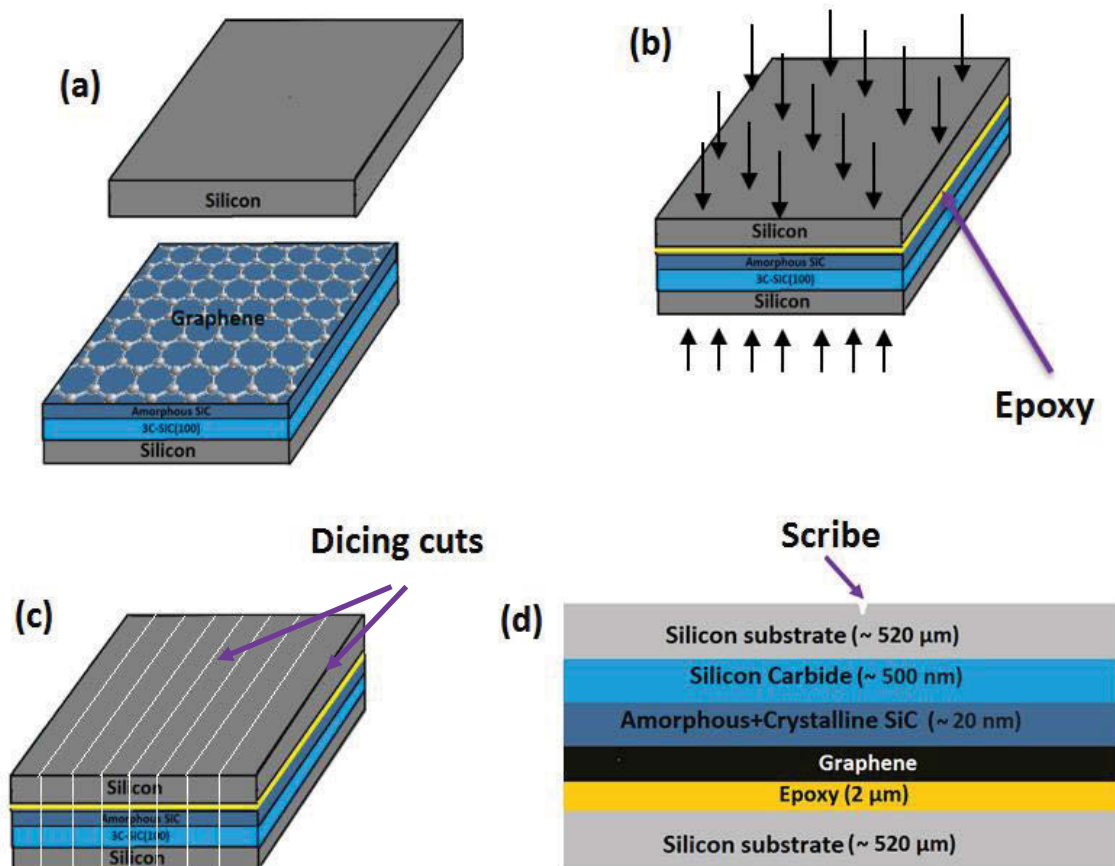 (a)
Silicon
Graphene
Amorphous SiC
3C-SiC(100)
Silicon
(b)
Silicon
Amorphous SiC
3C-SiC(100)
Silicon
Epoxy
Dicing cuts
(c)
Silicon
Amorphous SiC
3C-SiC(100)
Silicon
Scribe
(d)
Silicon substrate (~ 520 µm)
Silicon Carbide (~ 500 nm)
Amorphous+Crystalline SiC (~ 20 nm)
Graphene
Epoxy (2 µm)
Silicon substrate (~ 520 µm)